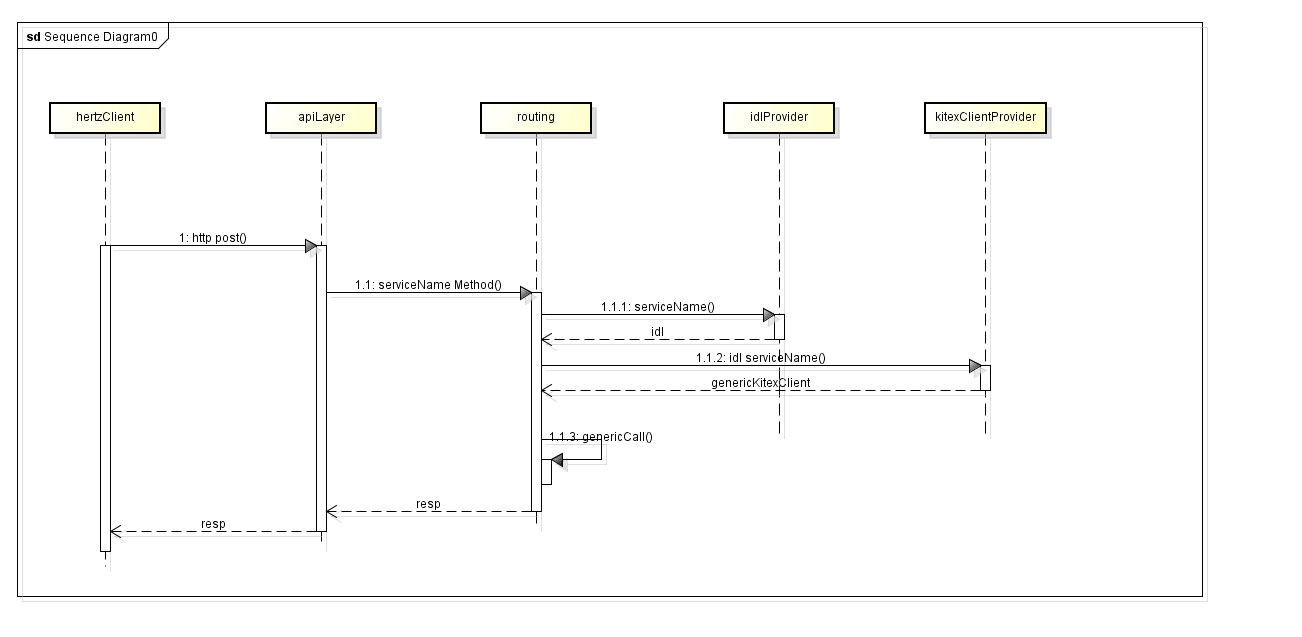 sd Sequence Diagram0
hertzClient
apiLayer
routing
idlProvider
kitexClientProvider
1: http post()
1.1: serviceName Method()
1.1.1: serviceName()
idl
1.1.2: idl serviceName()
genericKitexClient
1.1.3: genericCall()
resp
resp